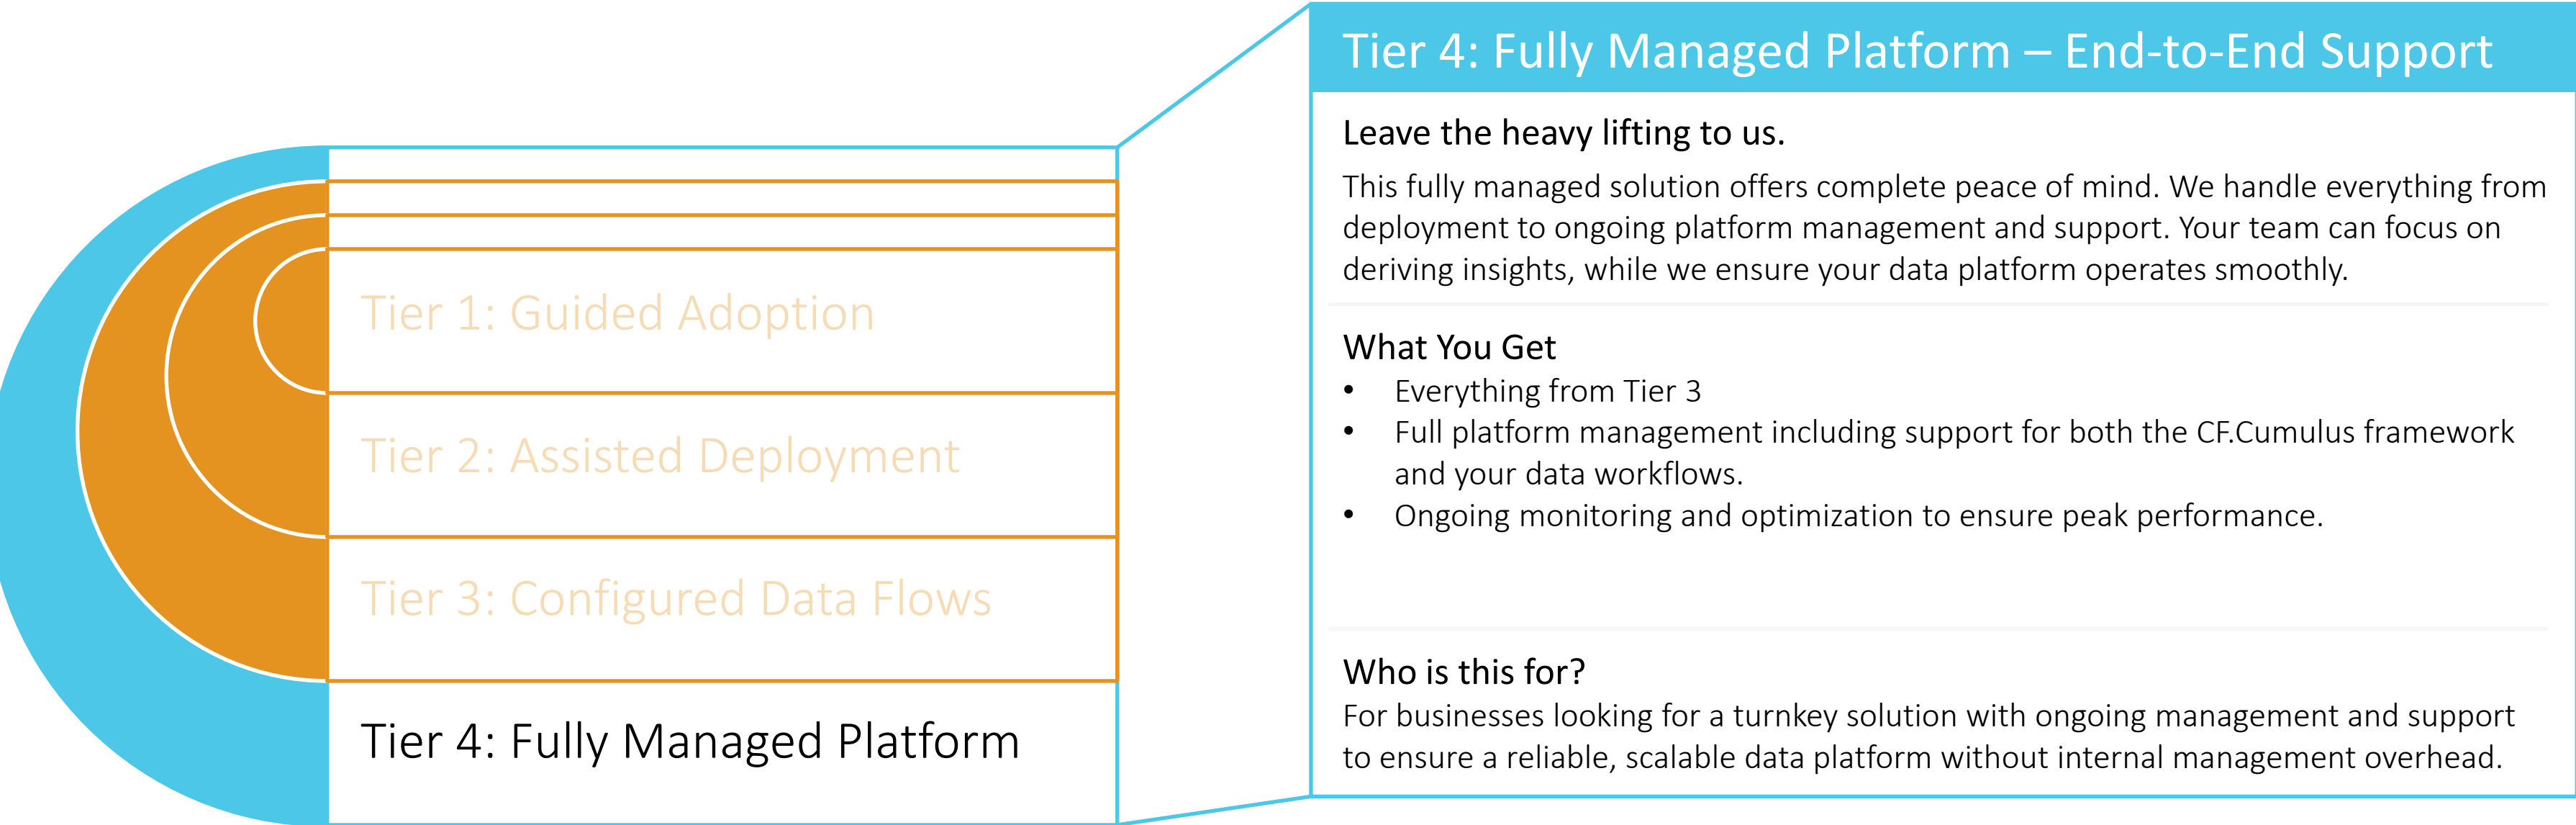 Tier 1: Guided Adoption
Tier 2: Assisted Deployment
Tier 3: Configured Data Flows
Tier 4: Fully Managed Platform
Tier 4: Fully Managed Platform – End-to-End Support
Leave the heavy lifting to us.
This fully managed solution offers complete peace of mind. We handle everything from
deployment to ongoing platform management and support. Your team can focus on
deriving insights, while we ensure your data platform operates smoothly.
What You Get
• Everything from Tier 3
• Full platform management including support for both the CF.Cumulus framework
and your data workflows.
• Ongoing monitoring and optimization to ensure peak performance.
Who is this for?
For businesses looking for a turnkey solution with ongoing management and support
to ensure a reliable, scalable data platform without internal management overhead.